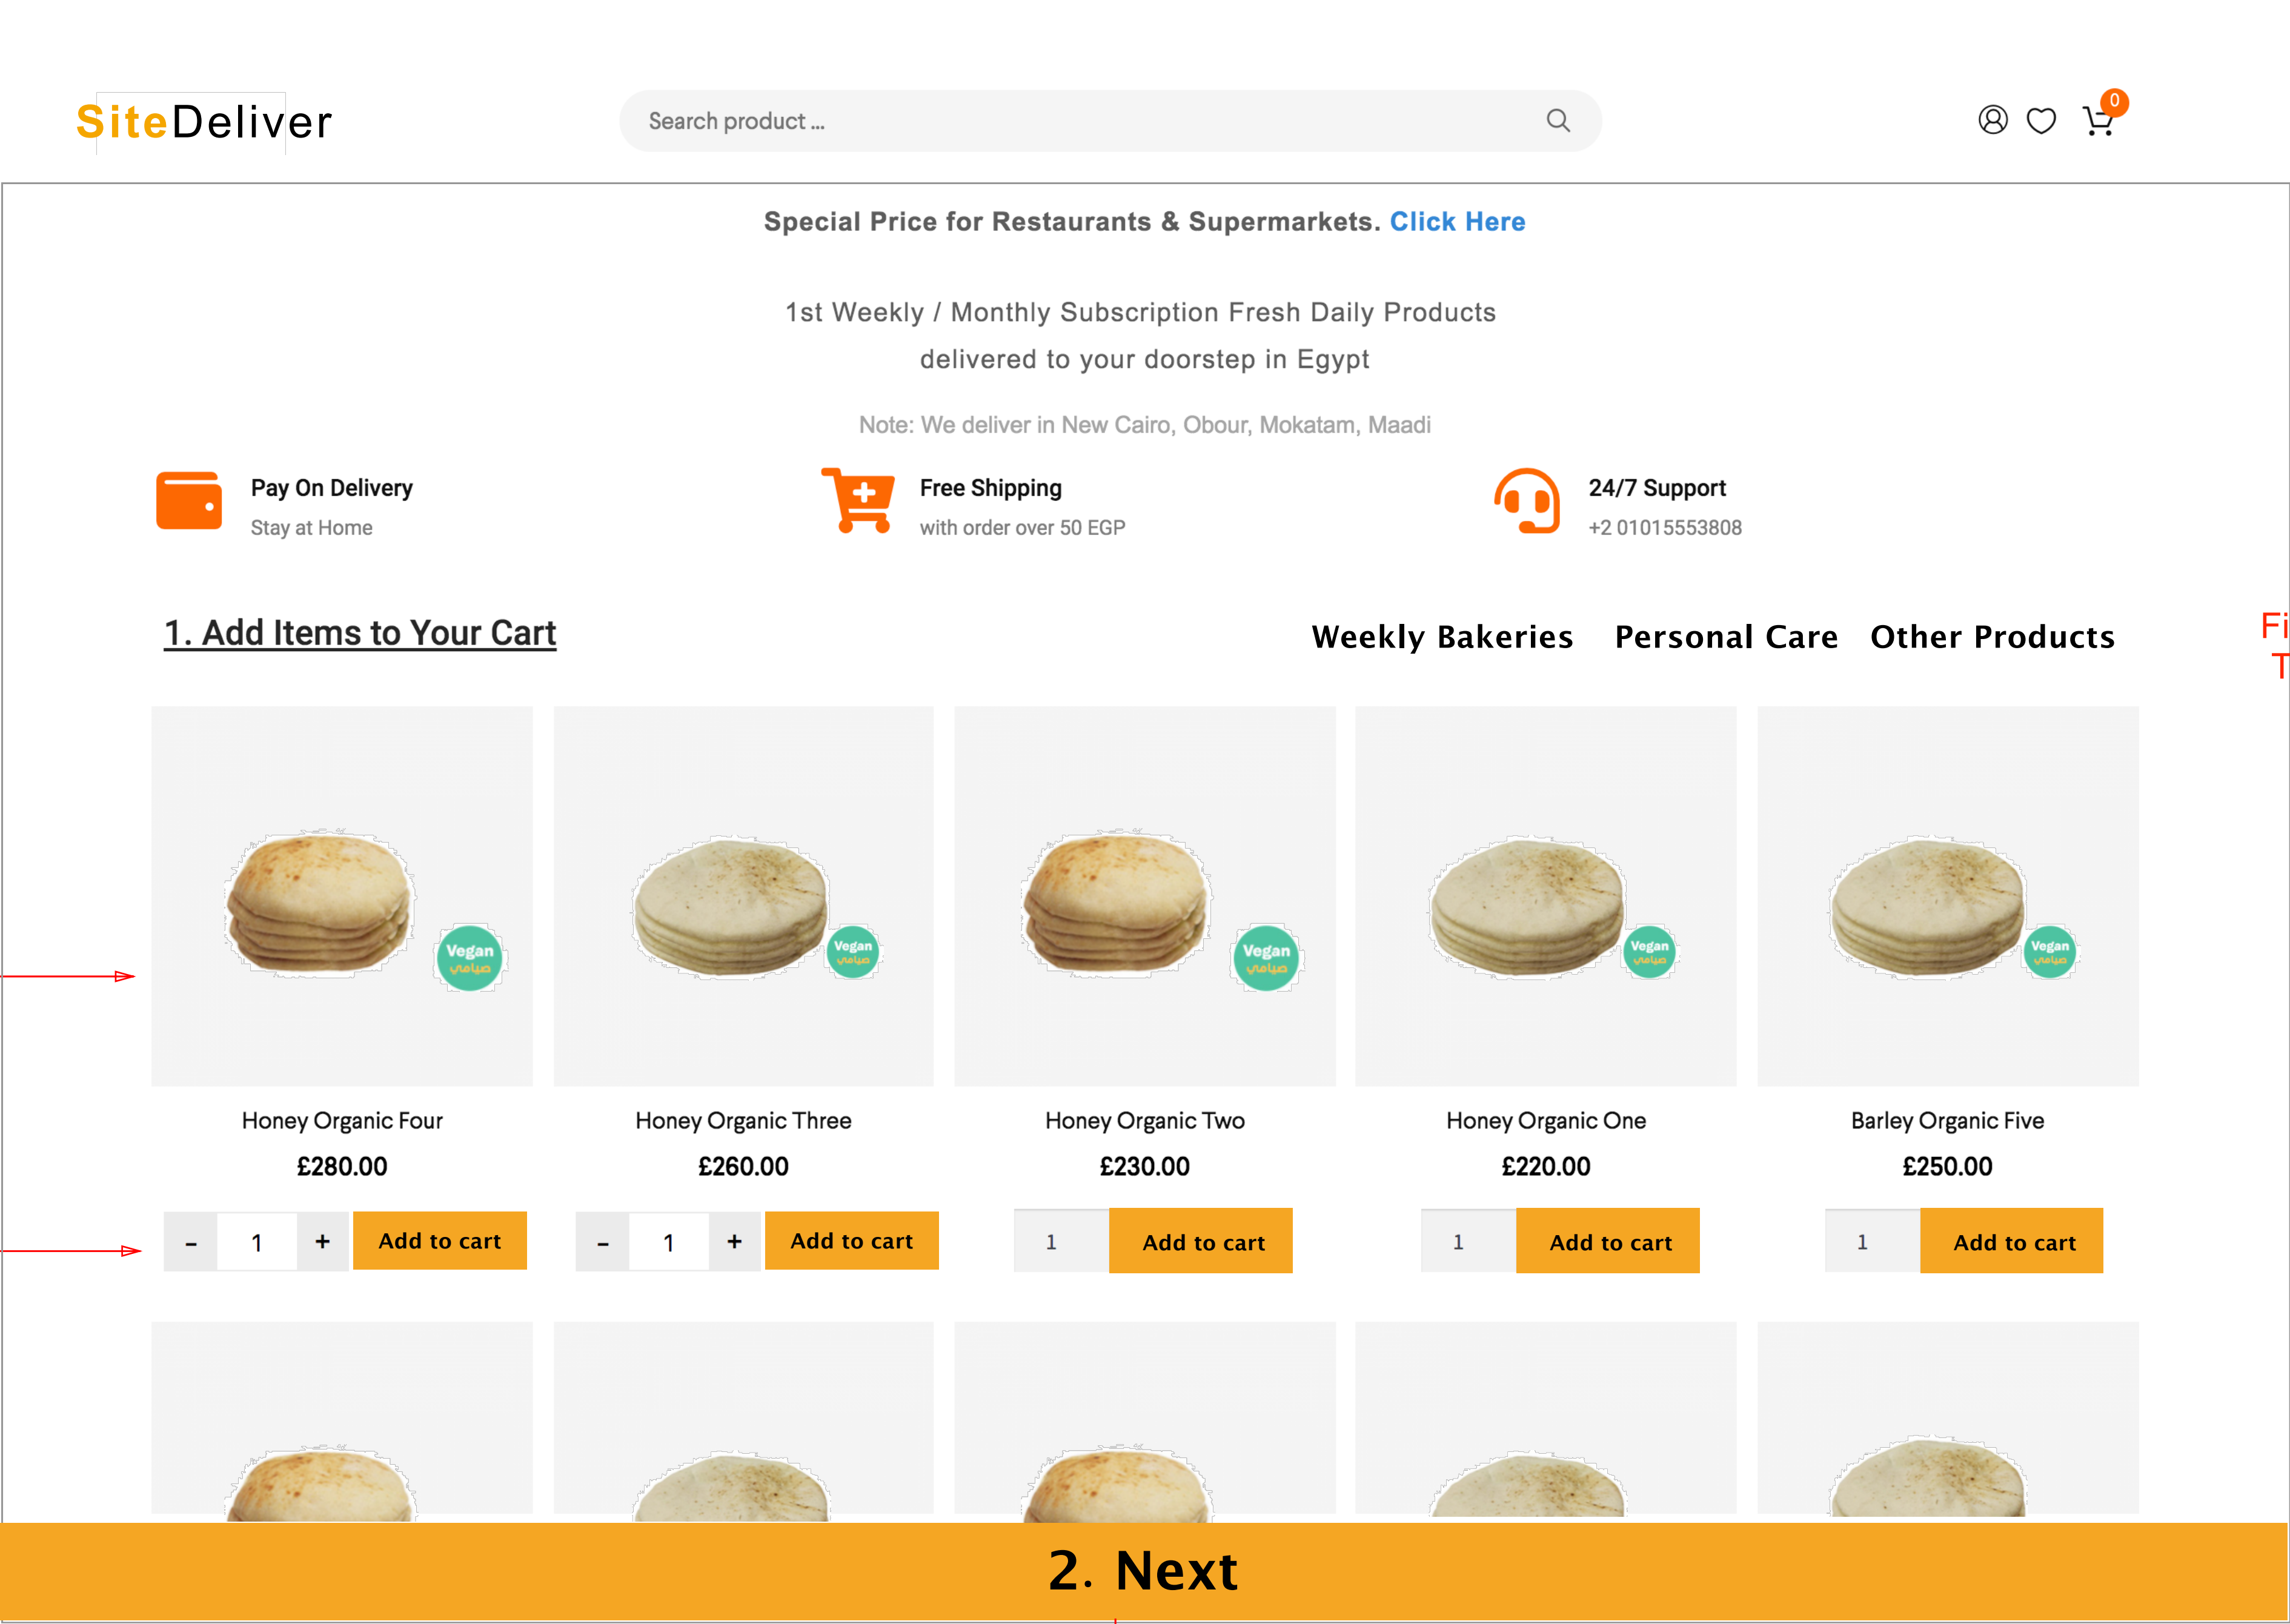 SiteDeliver
Search product ...
0
Special Price for Restaurants & Supermarkets. Click Here
1st Weekly / Monthly Subscription Fresh Daily Products
delivered to your doorstep in Egypt
Note: We deliver in New Cairo, Obour, Mokatam, Maadi
Pay On Delivery
Stay at Home
Free Shipping
with order over 50 EGP
24/7 Support
+2 01015553808
1. Add Items to Your Cart
Weekly Bakeries Personal Care Other Products
Fi
T
Vegan
صيامي
Vegan
صيامي
Vegan
صيامي
Vegan
صيامي
Vegan
صيامي
Honey Organic Four
£280.00
- 1 + Add to cart
Honey Organic Three
£260.00
- 1 + Add to cart
Honey Organic Two
£230.00
1 Add to cart
Honey Organic One
£220.00
1 Add to cart
Barley Organic Five
£250.00
1 Add to cart
2. Next